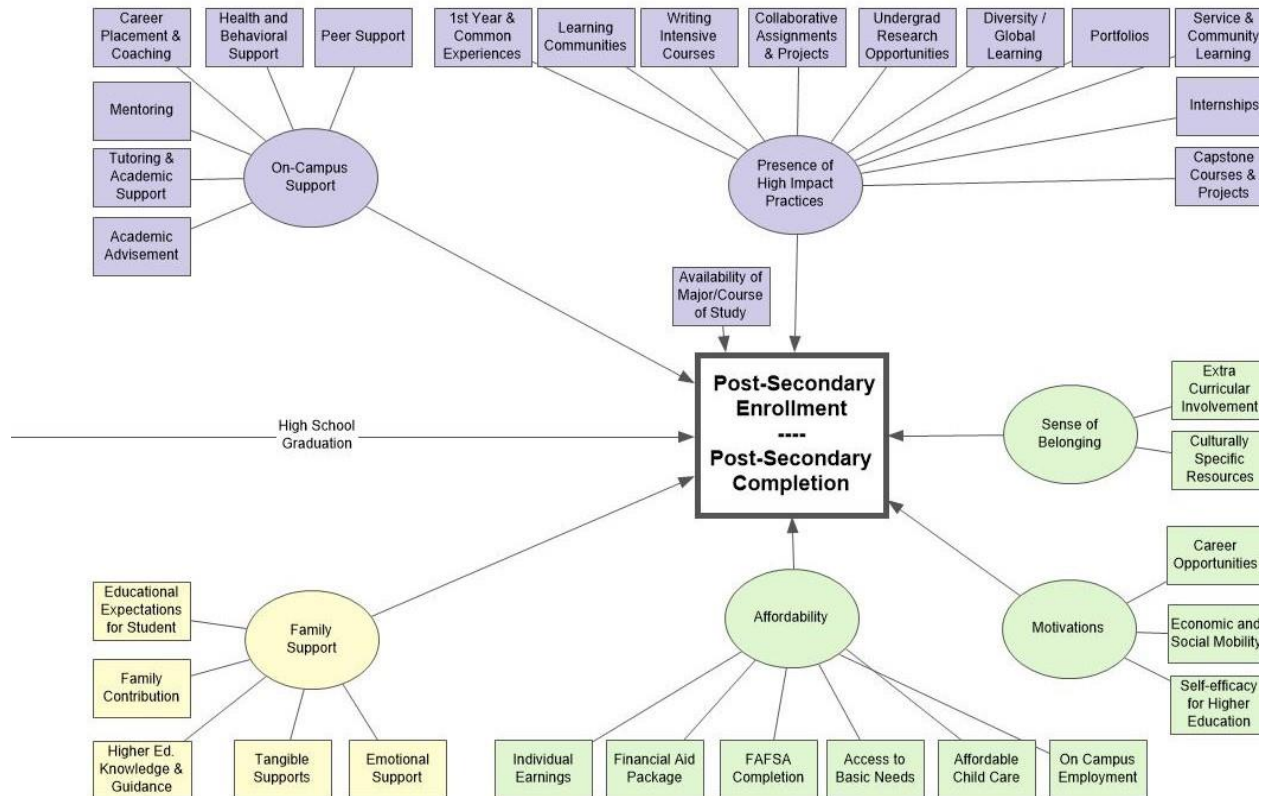 Career
Placement &
Coaching
Health and
Behavioral
Support
Peer Support
1st Year &
Common
Experiences
Learning
Communities
Writing
Intensive
Courses
Collaborative
Assignments
& Projects
Undergrad
Research
Opportunities
Diversity /
Global
Learning
Portfolios
Service &
Community
Learning
Mentoring
Internships
Tutoring &
Academic
Support
On-Campus
Support
Presence of
High Impact
Practices
Capstone
Courses &
Projects
Academic
Advisement
Availability of
Major/Course
of Study
Post-Secondary
Enrollment
----
Post-Secondary
Completion
High School
Graduation
Sense of
Belonging
Extra
Curricular
Involvement
Culturally
Specific
Resources
Educational
Expectations
for Student
Family
Support
Affordability
Motivations
Career
Opportunities
Economic and
Social Mobility
Family
Contribution
Self-efficacy
for Higher
Education
Higher Ed.
Knowledge &
Guidance
Tangible
Supports
Emotional
Support
Individual
Earnings
Financial Aid
Package
FAFSA
Completion
Access to
Basic Needs
Affordable
Child Care
On Campus
Employment